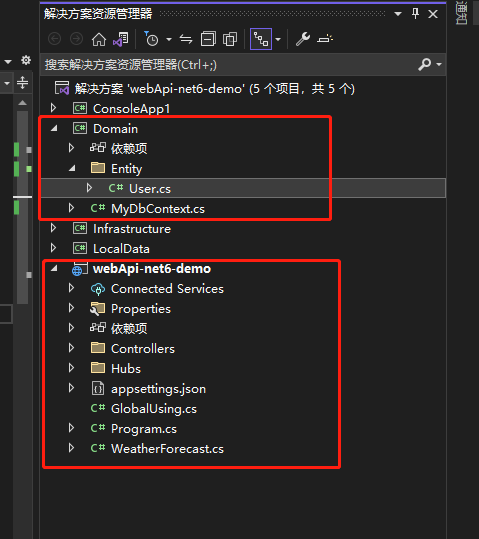 解决方案资源管理器
通知
搜索解决方案资源管理器(Ctrl+;)
解决方案 'webApi-net6-demo' (5 个项目，共 5 个)
C# ConsoleApp1
C# Domain
依赖项
Entity
C# User.cs
C# MyDbContext.cs
C# Infrastructure
C# LocalData
webApi-net6-demo
Connected Services
Properties
依赖项
Controllers
Hubs
appsettings.json
C# GlobalUsing.cs
C# Program.cs
C# WeatherForecast.cs